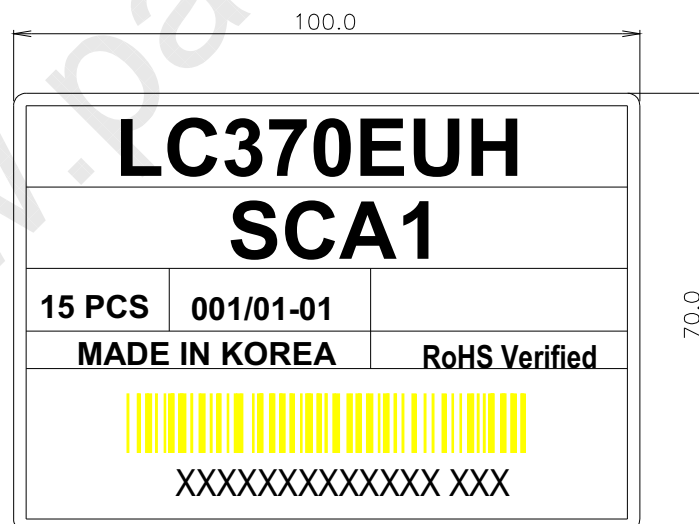 100.0
LC370EUH
SCA1
15 PCS 001/01-01
70.0
MADE IN KOREA RoHS Verified
XXXXXXXXXXXXX XXX